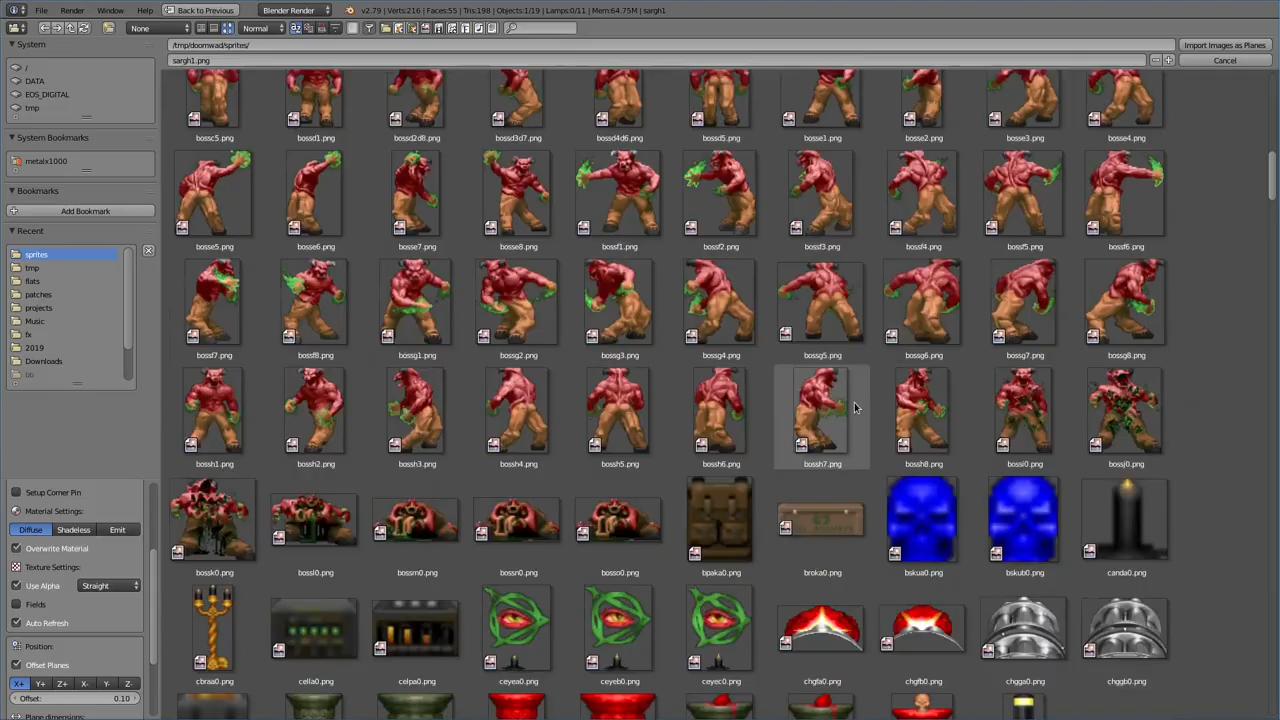 File Render Window Help Back to Previous Blender Render v2.79 | Verts:216 | Faces:55 | Tris:198 | Objects:1/19 | Lamps:0/11 | Mem:64.75M | sargh1
None Normal
System
/tmp/doomwad/sprites/ Import Images as Planes
sargh1.png Cancel
/
DATA
EOS_DIGITAL
tmp
System Bookmarks
metalx1000
Bookmarks
Add Bookmark
Recent
sprites
tmp
flats
patches
projects
Music
fx
2019
Downloads
Setup Corner Pin
Material Settings:
Diffuse Shadeless Emit
Overwrite Material
Texture Settings:
Use Alpha Straight
Fields
Auto Refresh
Position:
Offset Planes
X+ Y+ Z+ X- Y- Z-
Offset: 0.10
bossc5.png bossd1.png bossd2d8.png bossd3d7.png bossd4d6.png bossd5.png bosse1.png bosse2.png bosse3.png bosse4.png
bosse5.png bosse6.png bosse7.png bosse8.png bossf1.png bossf2.png bossf3.png bossf4.png bossf5.png bossf6.png
bossf7.png bossf8.png bossg1.png bossg2.png bossg3.png bossg4.png bossg5.png bossg6.png bossg7.png bossg8.png
bossh1.png bossh2.png bossh3.png bossh4.png bossh5.png bossh6.png bossh7.png bossh8.png bossi0.png bossj0.png
bossk0.png bossl0.png bossm0.png bossn0.png bosso0.png bpaka0.png broka0.png bskua0.png bskub0.png canda0.png
cbraa0.png cella0.png celpa0.png ceyea0.png ceyeb0.png ceyec0.png chgfa0.png chgfb0.png chgga0.png chggb0.png